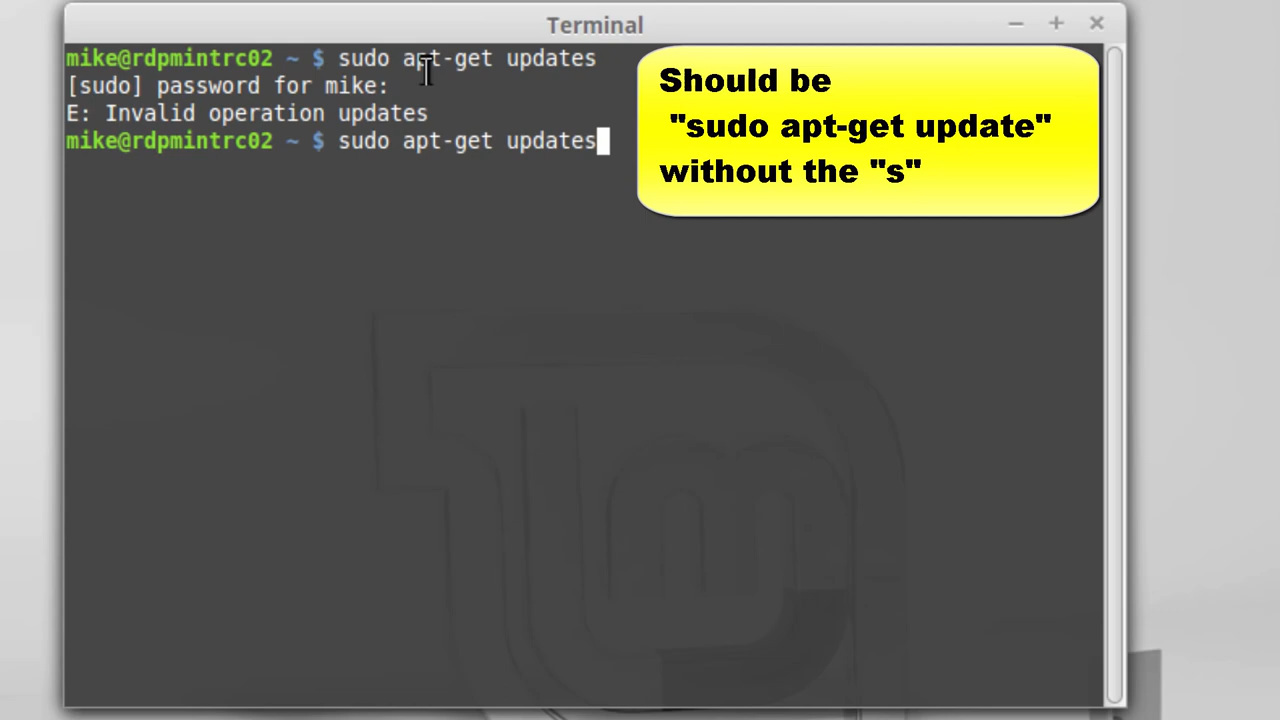 Terminal
mike@rdpmintrc02 ~ $ sudo apt-get updates
[sudo] password for mike:
E: Invalid operation updates
mike@rdpmintrc02 ~ $ sudo apt-get updates
Should be
"sudo apt-get update"
without the "s"